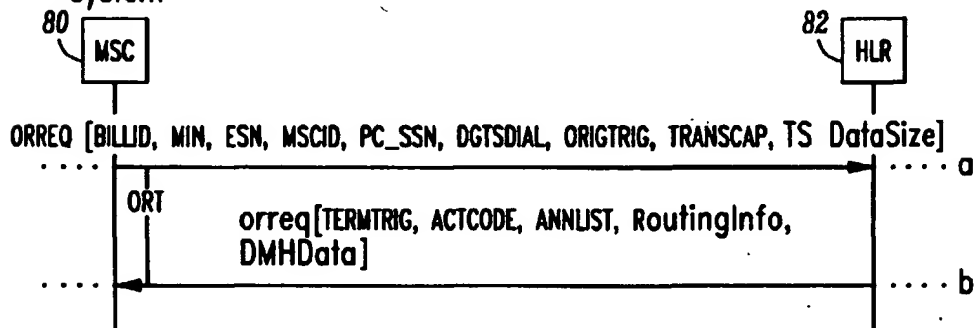 80
MSC
82
HLR
ORREQ [BILLID, MIN, ESN, MSCID, PC_SSN, DGTSDIAL, ORIGTRIG, TRANSCAP, TS DataSize]
a
ORT
orreq[TERMTRIG, ACTCODE, ANNLIST, RoutingInfo,
DMHData]
b